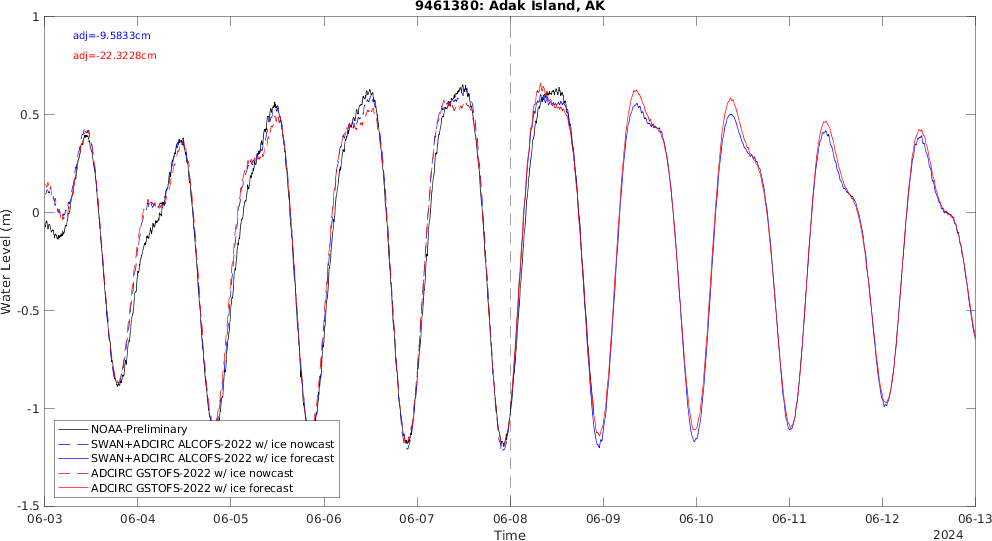 9461380: Adak Island, AK
adj=-9.5833cm
adj=-22.3228cm
Water Level (m)
1
0.5
0
-0.5
-1
-1.5
NOAA-Preliminary
SWAN+ADCIRC ALCOFS-2022 w/ ice nowcast
SWAN+ADCIRC ALCOFS-2022 w/ ice forecast
ADCIRC GSTOFS-2022 w/ ice nowcast
ADCIRC GSTOFS-2022 w/ ice forecast
06-03 06-04 06-05 06-06 06-07 06-08 06-09 06-10 06-11 06-12 06-13
Time
2024